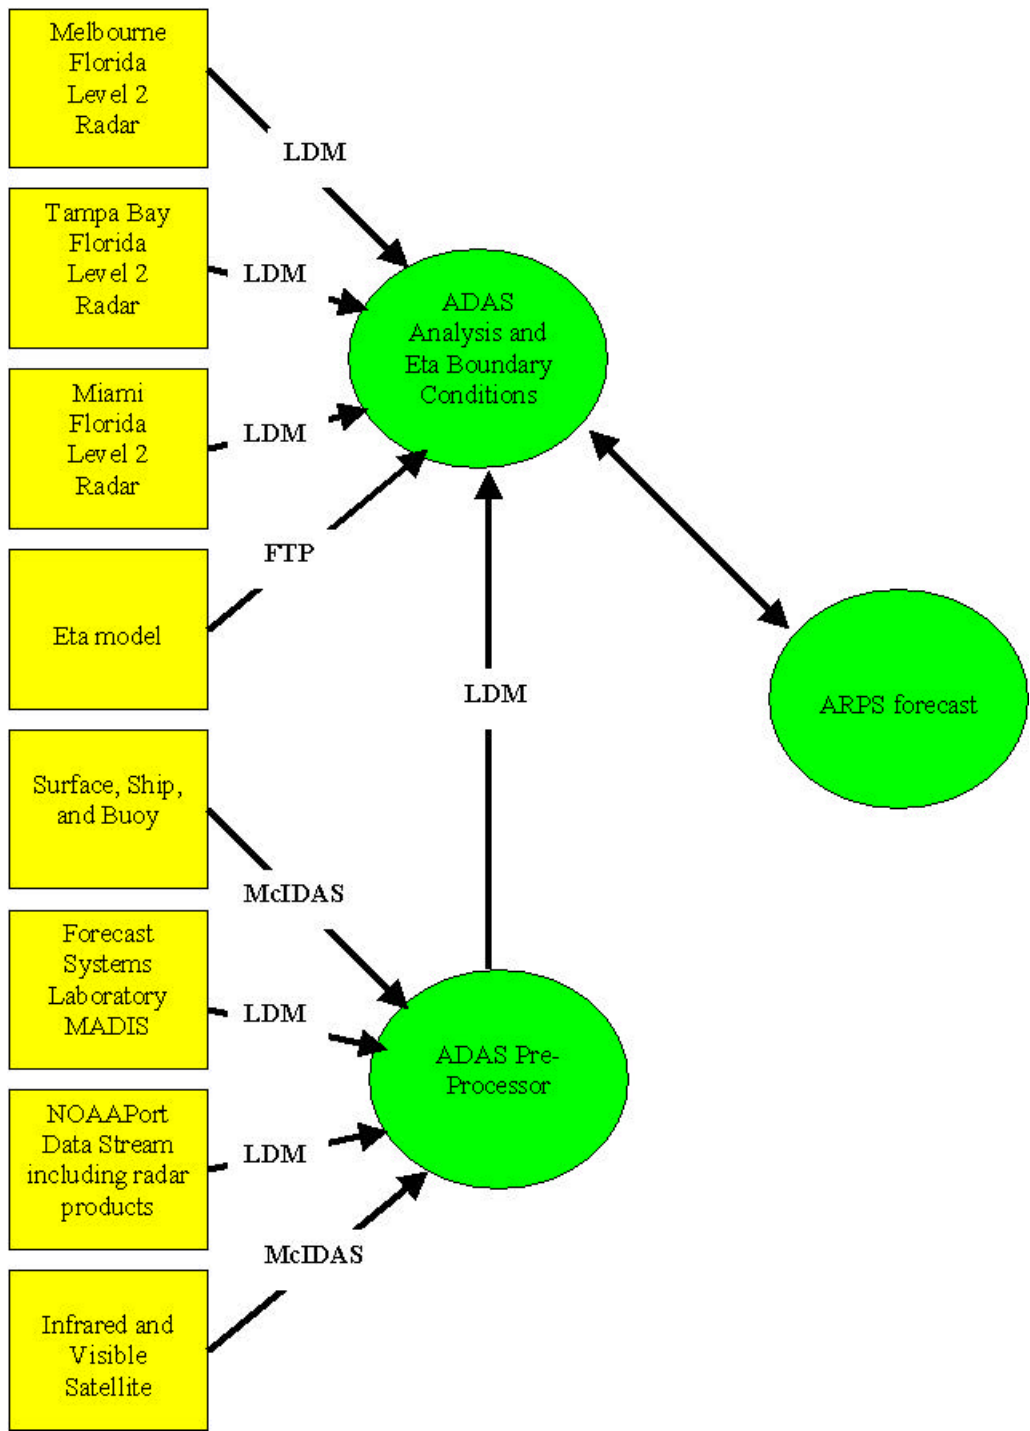 Melbourne
Florida
Level 2
Radar
LDM
Tampa Bay
Florida
Level 2
Radar
LDM
Miami
Florida
Level 2
Radar
LDM
ADAS
Analysis and
Eta Boundary
Conditions
Eta model
FTP
LDM
ARPS forecast
Surface, Ship,
and Buoy
McIDAS
Forecast
Systems
Laboratory
MADIS
LDM
ADAS Pre-
Processor
NOAAPort
Data Stream
including radar
products
LDM
McIDAS
Infrared and
Visible
Satellite